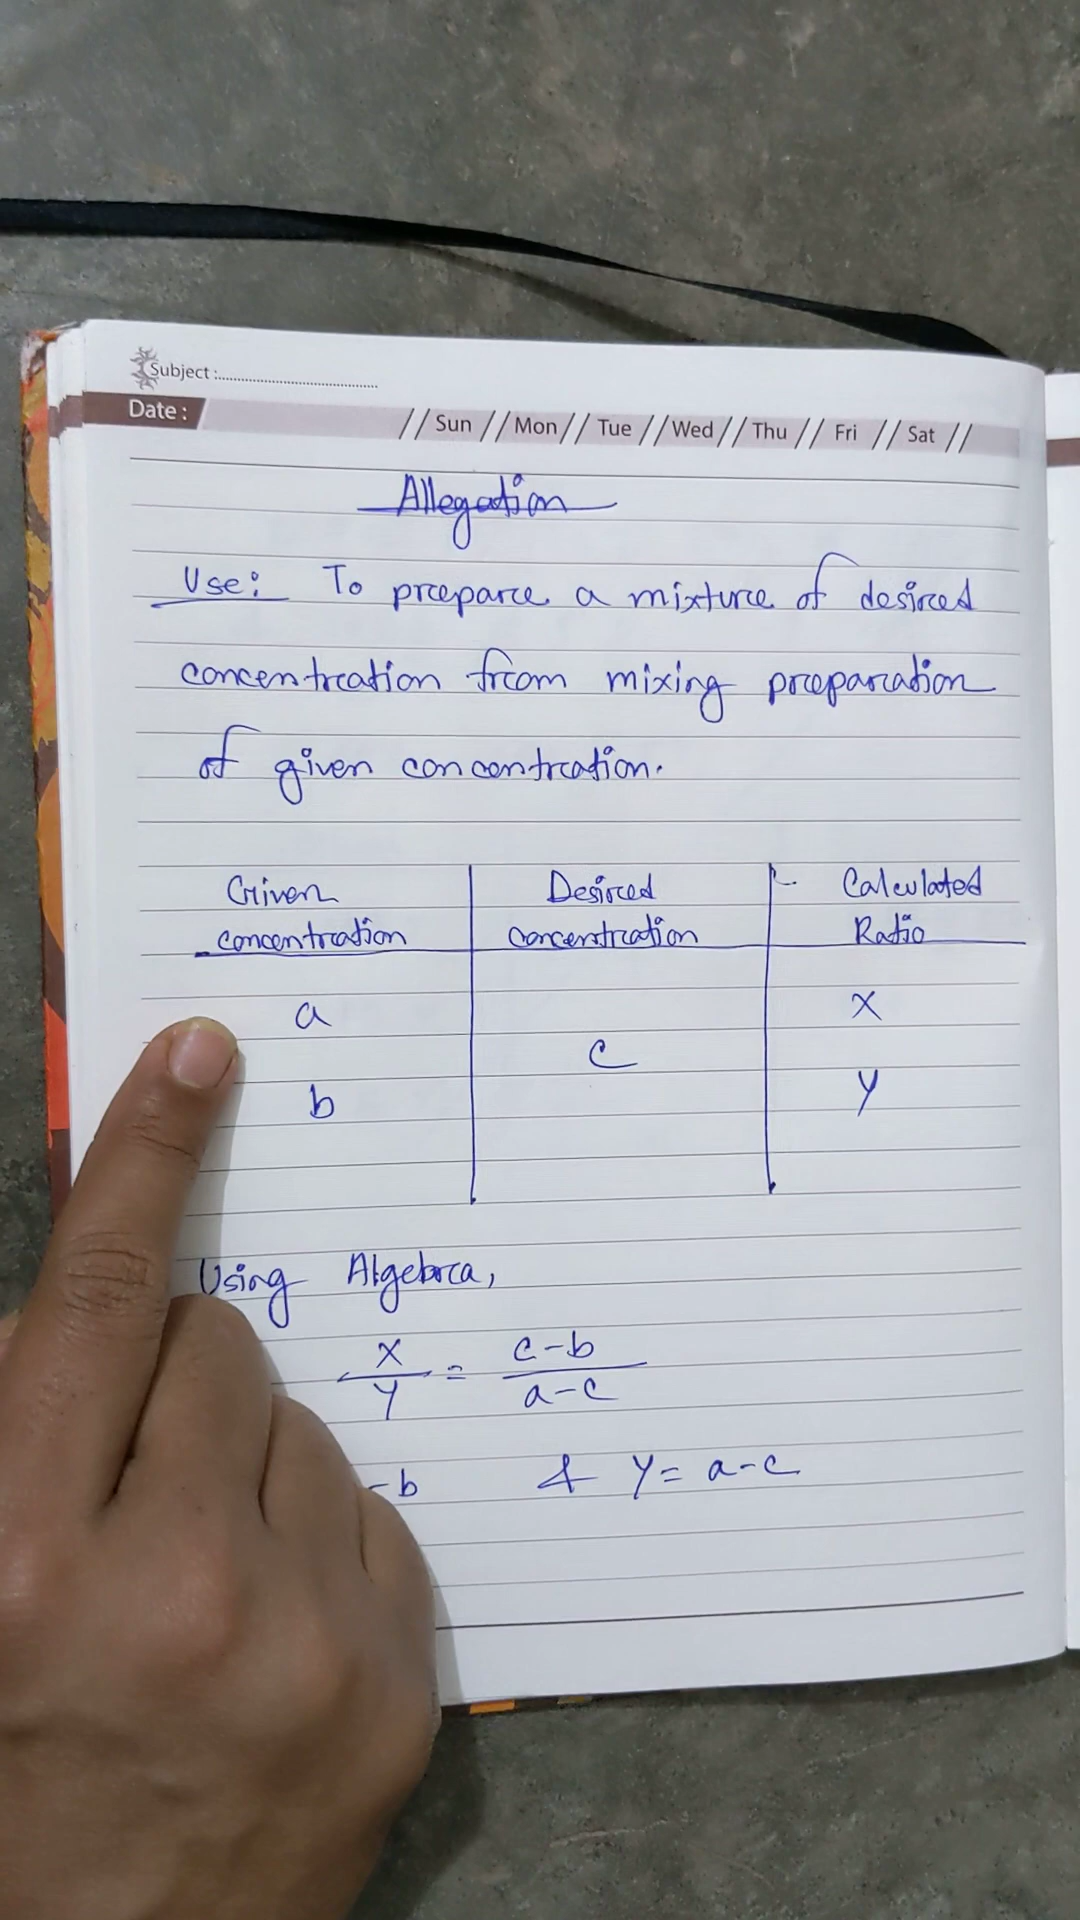 Subject :
Date : // Sun // Mon // Tue // Wed // Thu // Fri // Sat //
Allegation
Use: To prepare a mixture of desired
concentration from mixing preparation
of given concentration.
Given Desired Calculated
concentration concentration Ratio
a x
c
b y
Using Algebra,
x/y = c-b/a-c
-b & y= a-c